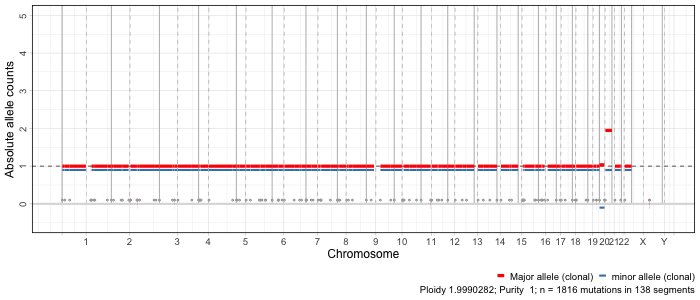 Absolute allele counts
5
4
3
2
1
0
1 2 3 4 5 6 7 8 9 10 11 12 13 14 15 16 17 18 19 20 21 22 X Y
Chromosome
Major allele (clonal) minor allele (clonal)
Ploidy 1.9990282; Purity 1; n = 1816 mutations in 138 segments